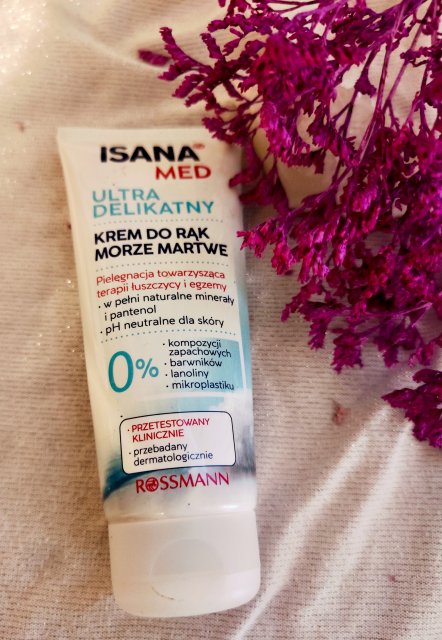 ISANA®
MED
ULTRA
DELIKATNY
KREM DO RĄK
MORZE MARTWE
Pielęgnacja towarzysząca
terapii łuszczycy i egzemy
· w pełni naturalne minerały
i pantenol
· pH neutralne dla skóry
0%
· kompozycji
zapachowych
· barwników
· lanoliny
· mikroplastiku
· PRZETESTOWANY
KLINICZNIE
· przebadany
dermatologicznie
ROSSMANN